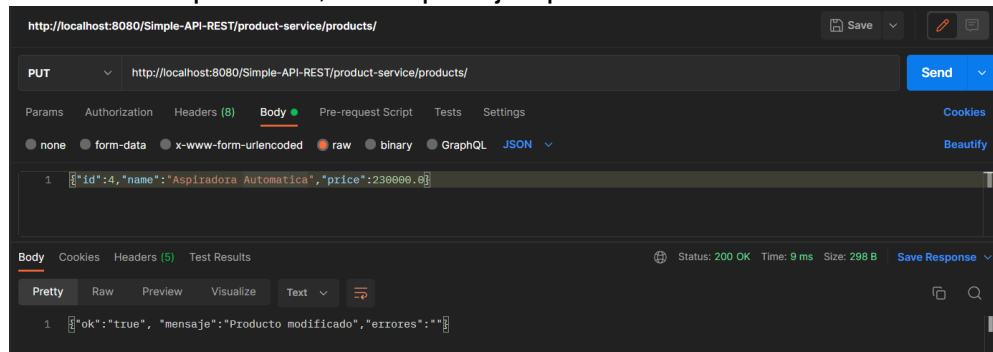 http://localhost:8080/Simple-API-REST/product-service/products/
Save
PUT http://localhost:8080/Simple-API-REST/product-service/products/ Send
Params Authorization Headers (8) Body Pre-request Script Tests Settings Cookies
none form-data x-www-form-urlencoded raw binary GraphQL JSON Beautify
1 {"id":4,"name":"Aspiradora Automatica","price":230000.0}
Body Cookies Headers (5) Test Results Status: 200 OK Time: 9 ms Size: 298 B Save Response
Pretty Raw Preview Visualize Text
1 {"ok":"true", "mensaje":"Producto modificado","errores":""}